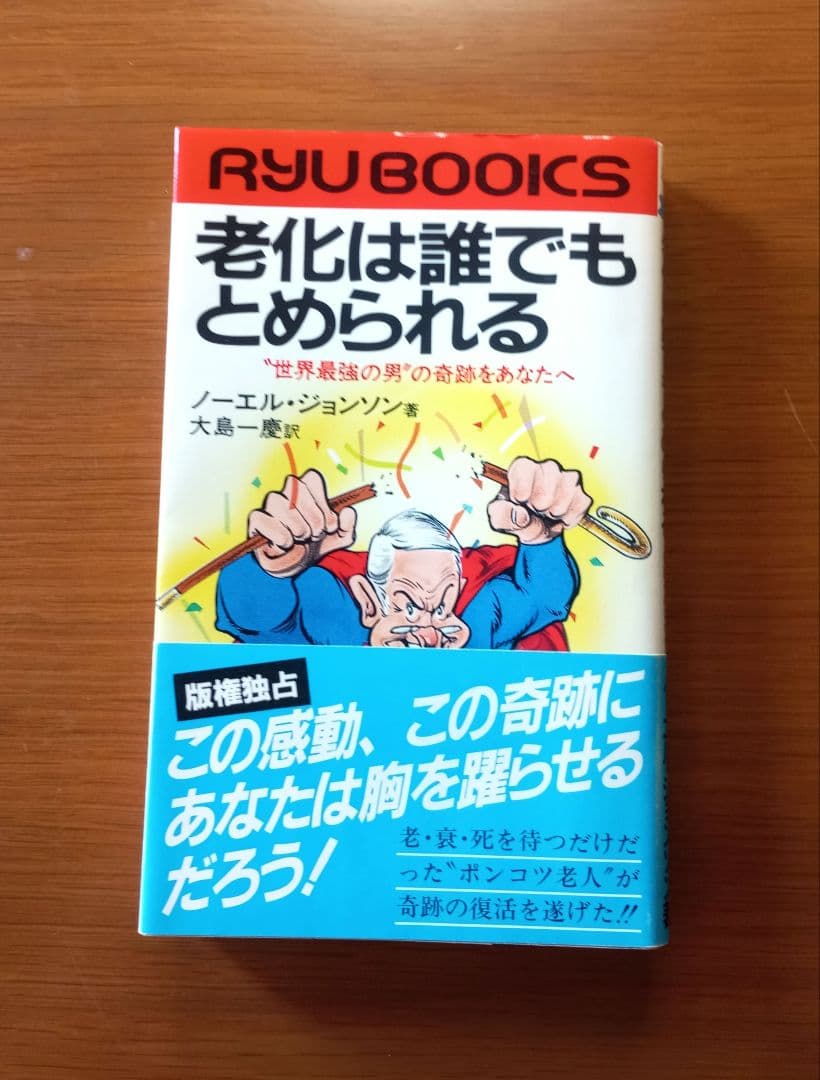 RYU BOOKS
老化は誰でも
とめられる
〝世界最強の男〟の奇跡をあなたへ
ノーエル・ジョンソン著
大島一慶訳
版権独占
この感動、この奇跡に
あなたは胸を躍らせる
だろう!
老・衰・死を待つだけだ
った〝ポンコツ老人〟が
奇跡の復活を遂げた!!